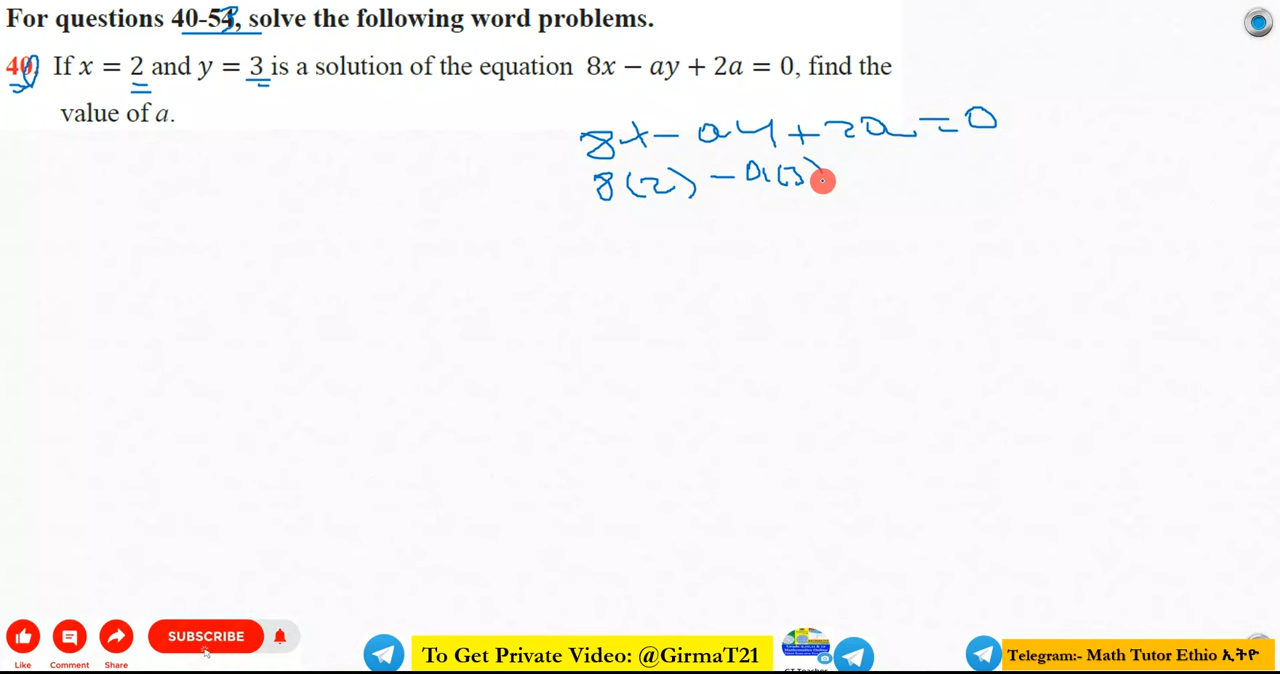 For questions 40-53, solve the following word problems.
40) If x = 2 and y = 3 is a solution of the equation 8x − ay + 2a = 0, find the
value of a.
8x − ay + 2a = 0
8(2) − a(3)
Like Comment Share SUBSCRIBE
To Get Private Video: @GirmaT21
Telegram:- Math Tutor Ethio ኢትዮ